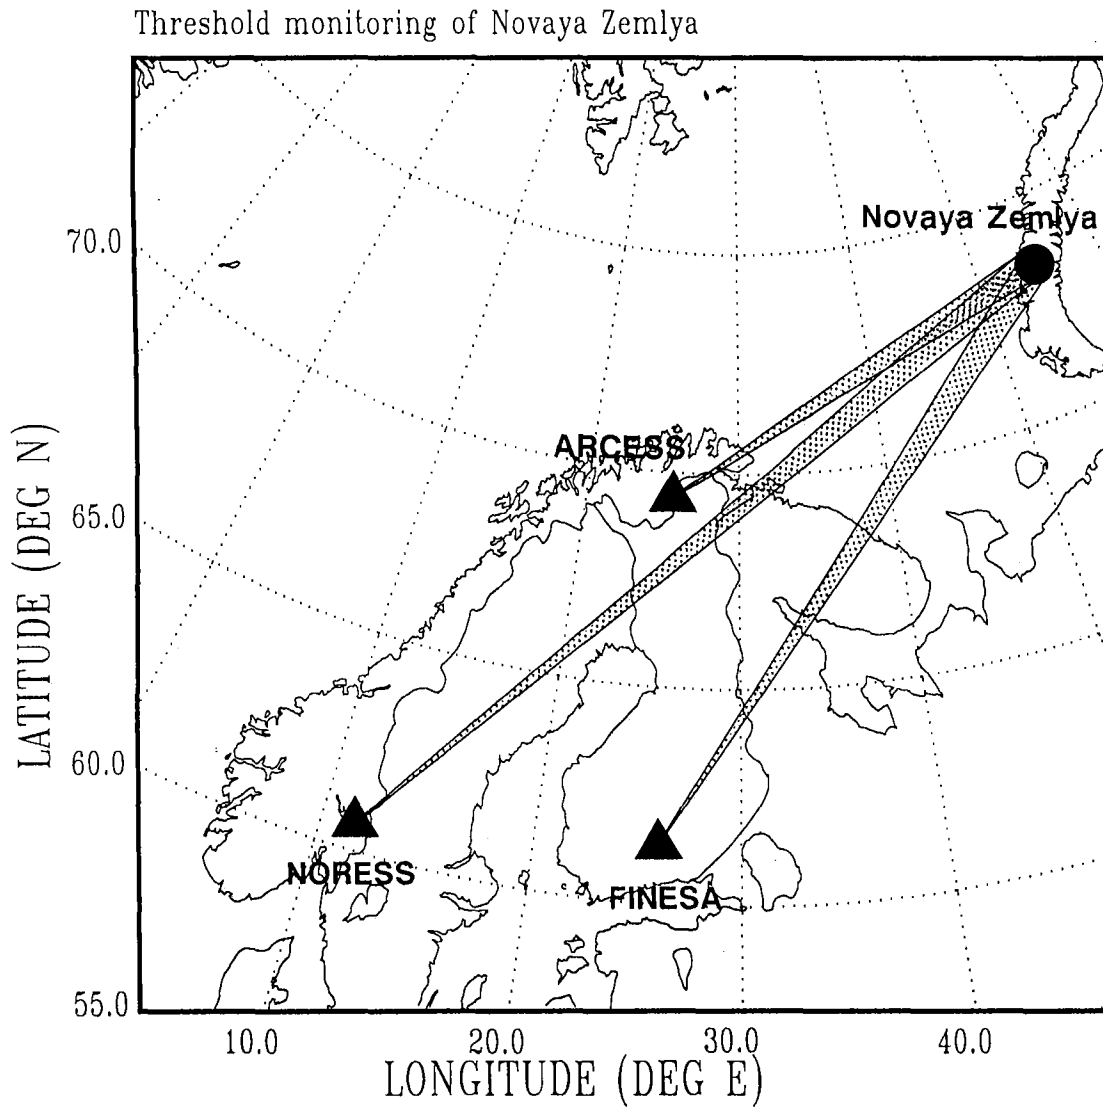 Threshold monitoring of Novaya Zemlya
Novaya Zemlya
70.0
ARCESS
65.0
LATITUDE (DEG N)
60.0
NORESS
FINESA
55.0
10.0 20.0 30.0 40.0
LONGITUDE (DEG E)